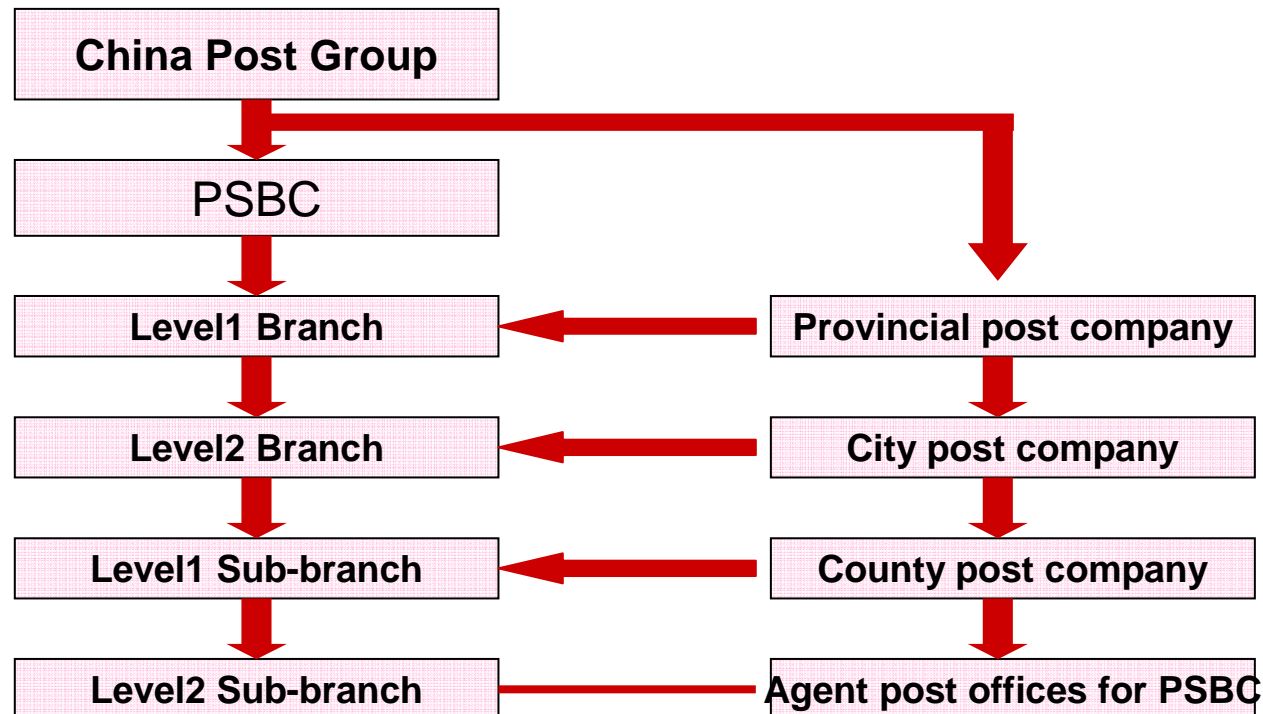 China Post Group
PSBC
Level1 Branch
Provincial post company
Level2 Branch
City post company
Level1 Sub-branch
County post company
Level2 Sub-branch
Agent post offices for PSBC